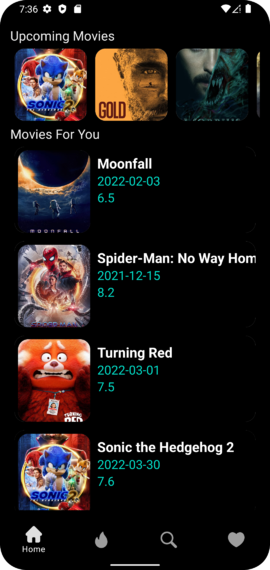 7:36
Upcoming Movies
SONIC 2
GOLD
Movies For You
MOONFALL
Moonfall
2022-02-03
6.5
Spider-Man: No Way Hom
2021-12-15
8.2
Turning Red
2022-03-01
7.5
TURNING
RED
Sonic the Hedgehog 2
2022-03-30
7.6
SONIC 2
Home